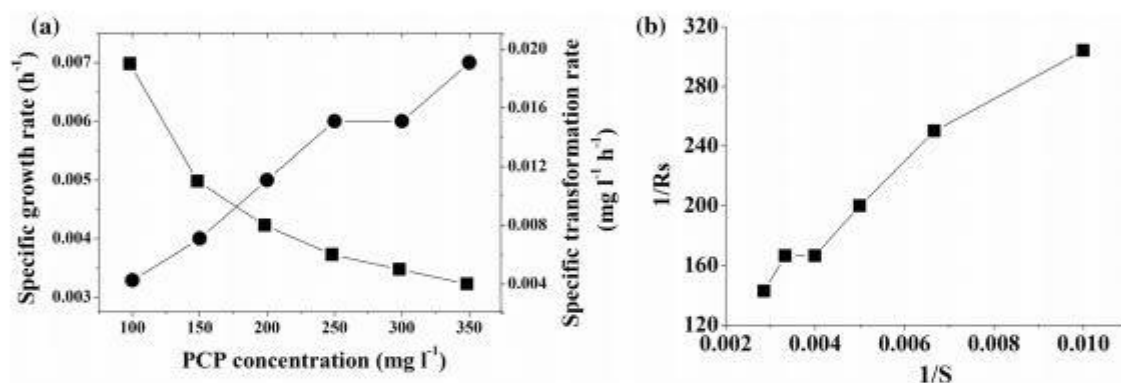 (a)
Specific growth rate (h⁻¹)
0.007
0.006
0.005
0.004
0.003
100 150 200 250 300 350
PCP concentration (mg l⁻¹)
0.020
0.016
0.012
0.008
0.004
Specific transformation rate
(mg l⁻¹ h⁻¹)
(b)
1/Rs
320
280
240
200
160
120
0.002 0.004 0.006 0.008 0.010
1/S